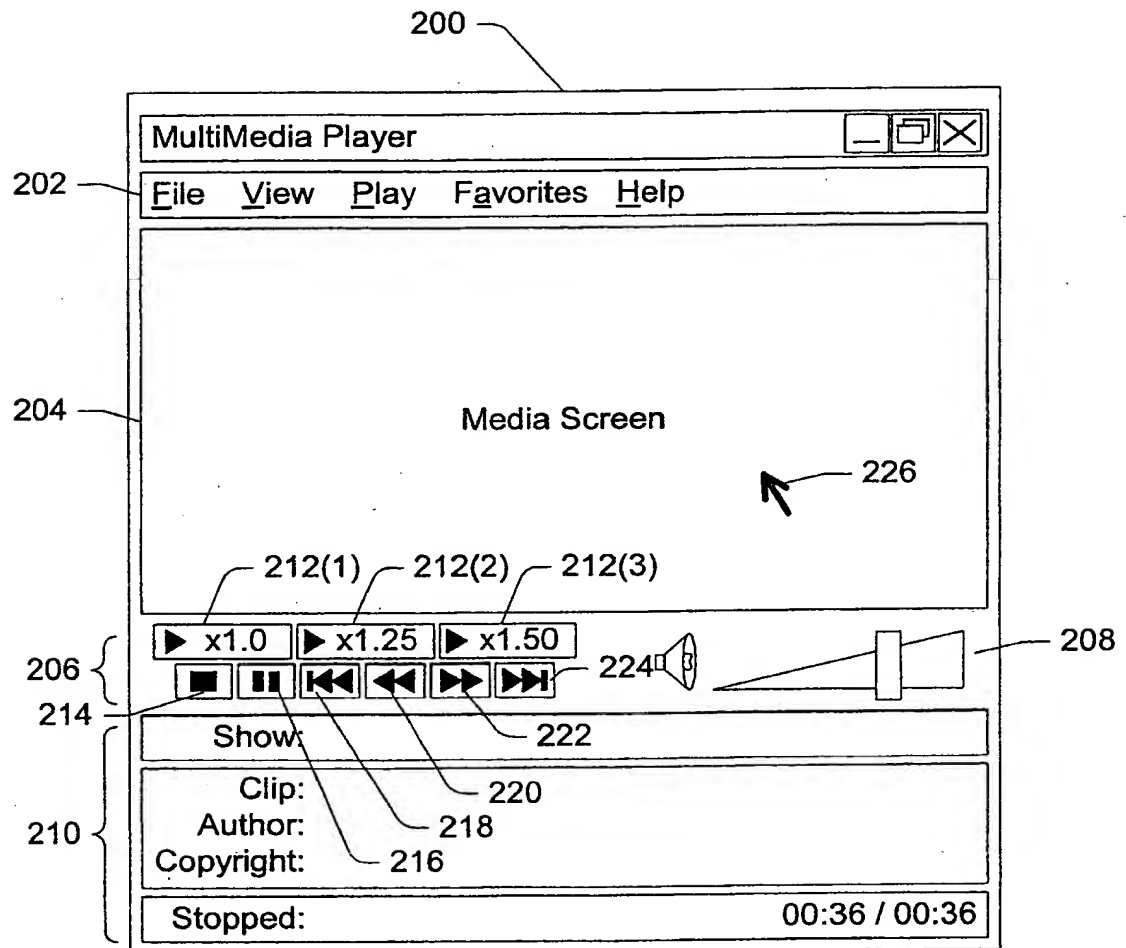 200
MultiMedia Player
202
File View Play Favorites Help
204
Media Screen
226
212(1) 212(2) 212(3)
x1.0 x1.25 x1.50
208
206
224
214
Show: 222
Clip: 220
210
Author: 218
Copyright: 216
Stopped: 00:36 / 00:36